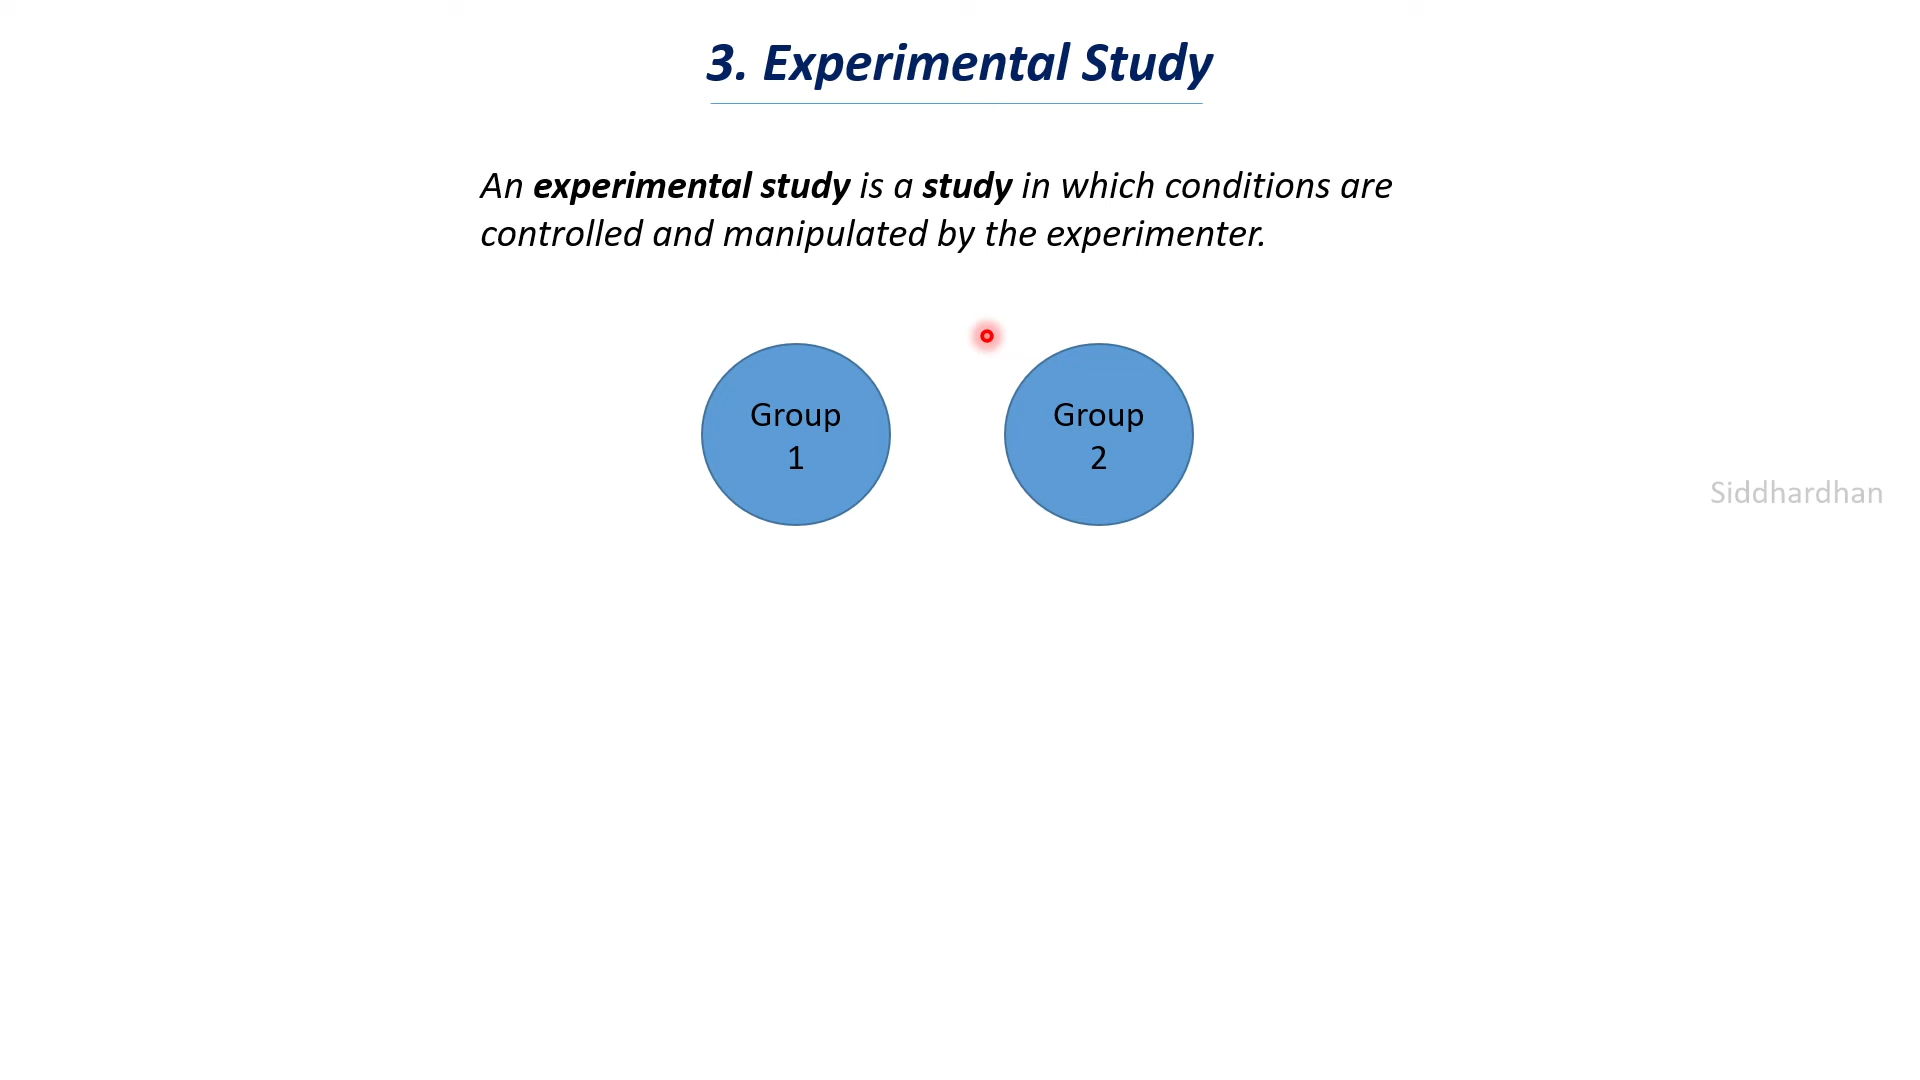 3. Experimental Study
An experimental study is a study in which conditions are
controlled and manipulated by the experimenter.
Group
1
Group
2
Siddhardhan